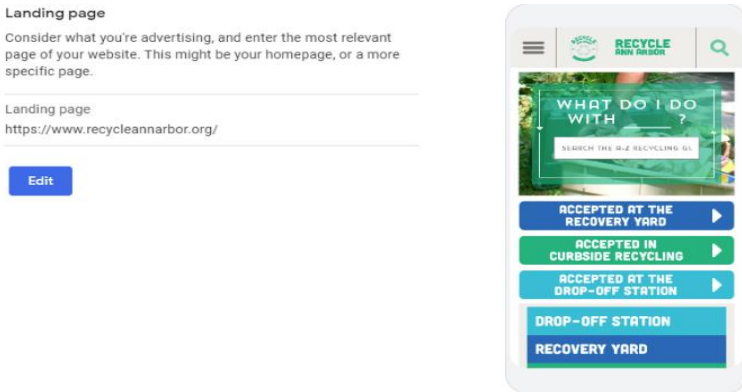 Landing page
Consider what you're advertising, and enter the most relevant
page of your website. This might be your homepage, or a more
specific page.
Landing page
https://www.recycleannarbor.org/
Edit
RECYCLE
RECYCLE
ANN ARBOR
WHAT DO I DO
WITH _____ ?
SEARCH THE A-Z RECYCLING GU
ACCEPTED AT THE
RECOVERY YARD
ACCEPTED IN
CURBSIDE RECYCLING
ACCEPTED AT THE
DROP-OFF STATION
DROP-OFF STATION
RECOVERY YARD